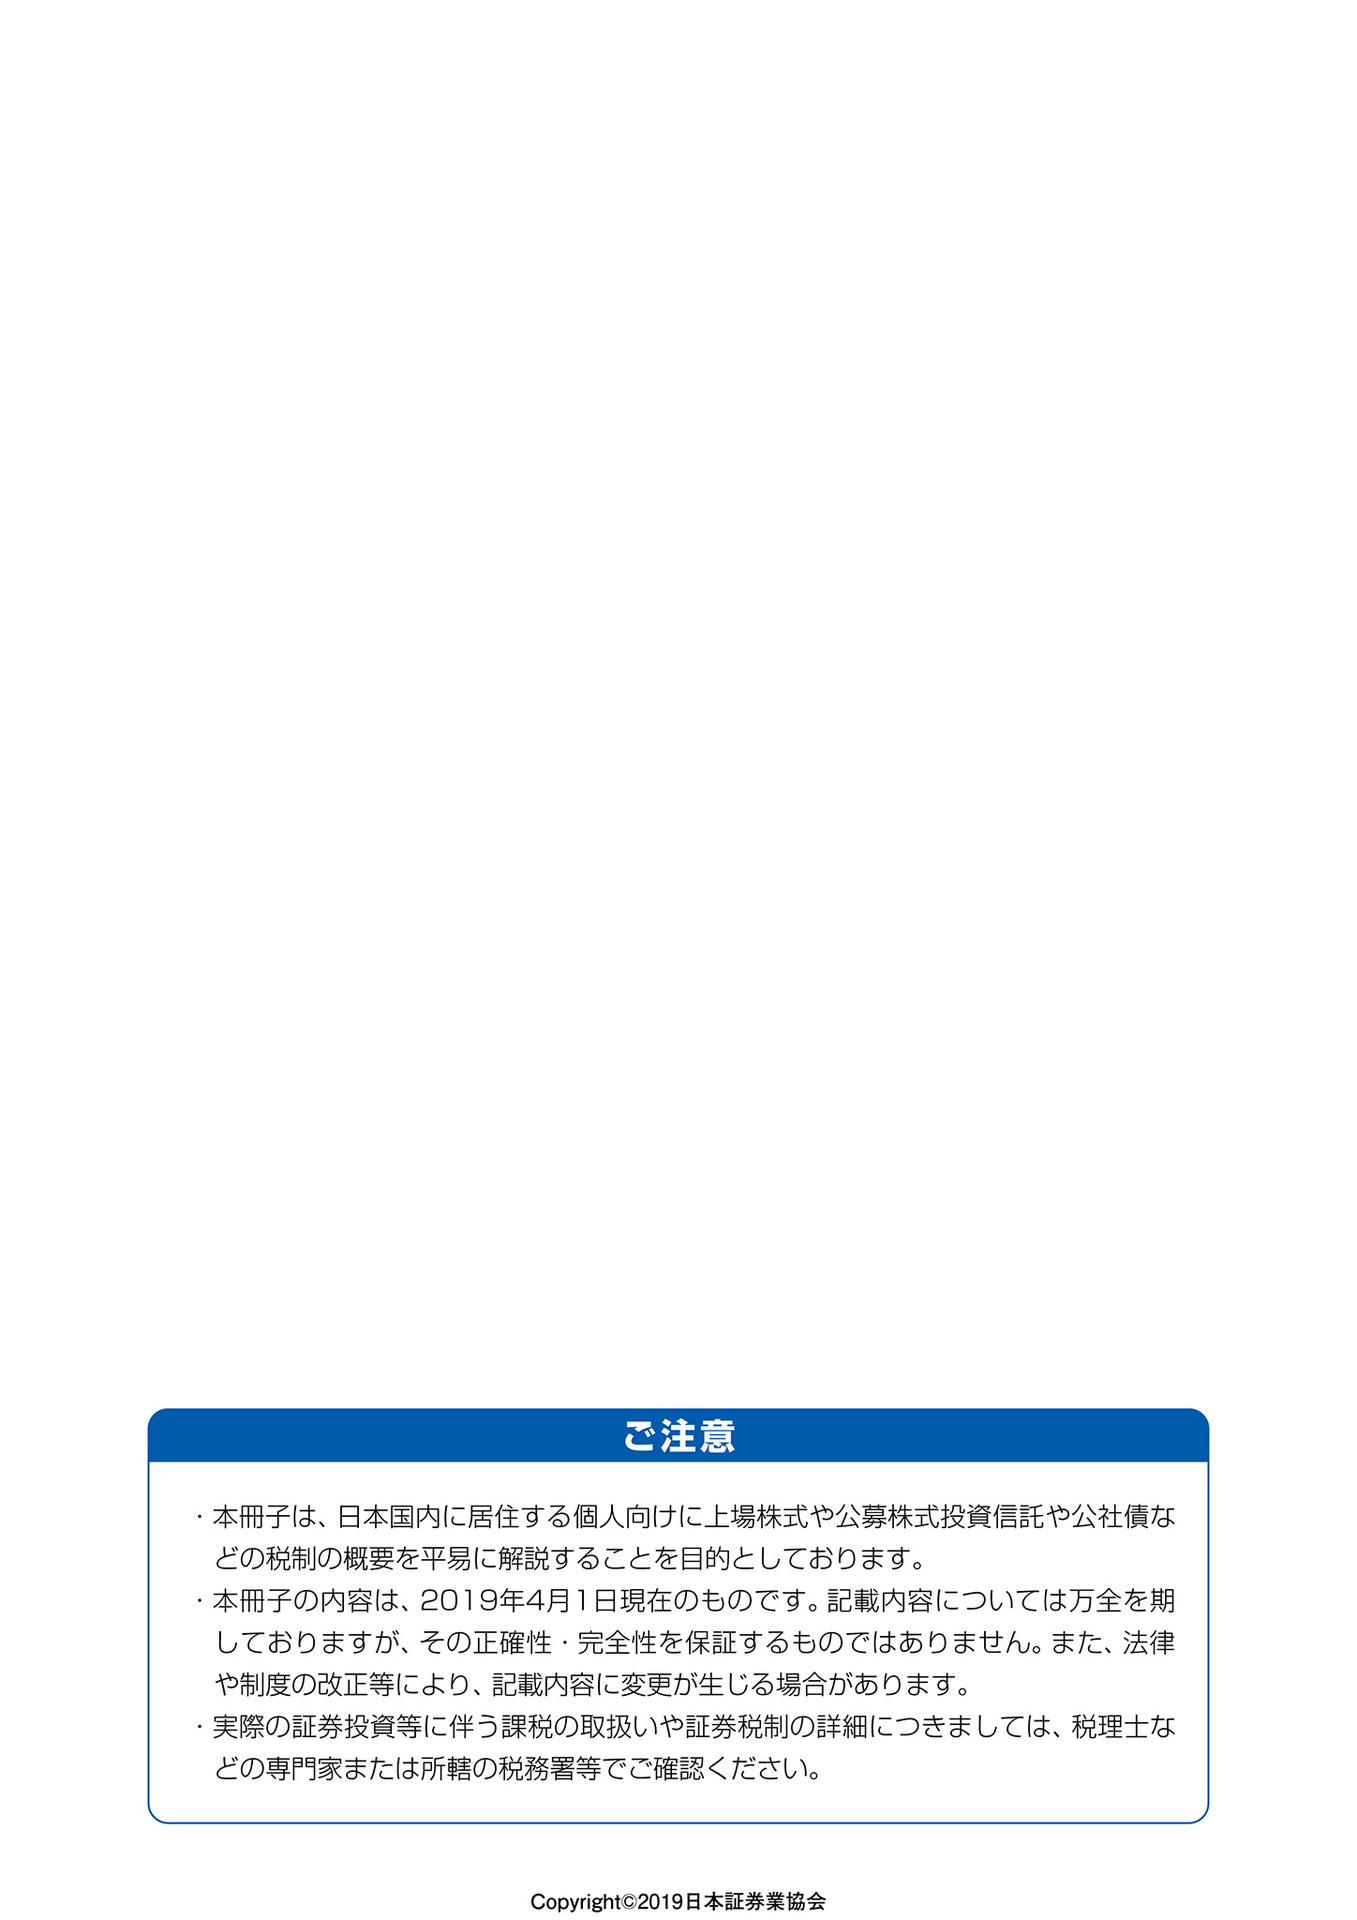 ご注意
・本冊子は、日本国内に居住する個人向けに上場株式や公募株式投資信託や公社債な
どの税制の概要を平易に解説することを目的としております。
・本冊子の内容は、2019年4月1日現在のものです。記載内容については万全を期
しておりますが、その正確性・完全性を保証するものではありません。また、法律
や制度の改正等により、記載内容に変更が生じる場合があります。
・実際の証券投資等に伴う課税の取扱いや証券税制の詳細につきましては、税理士な
どの専門家または所轄の税務署等でご確認ください。
Copyright©2019日本証券業協会